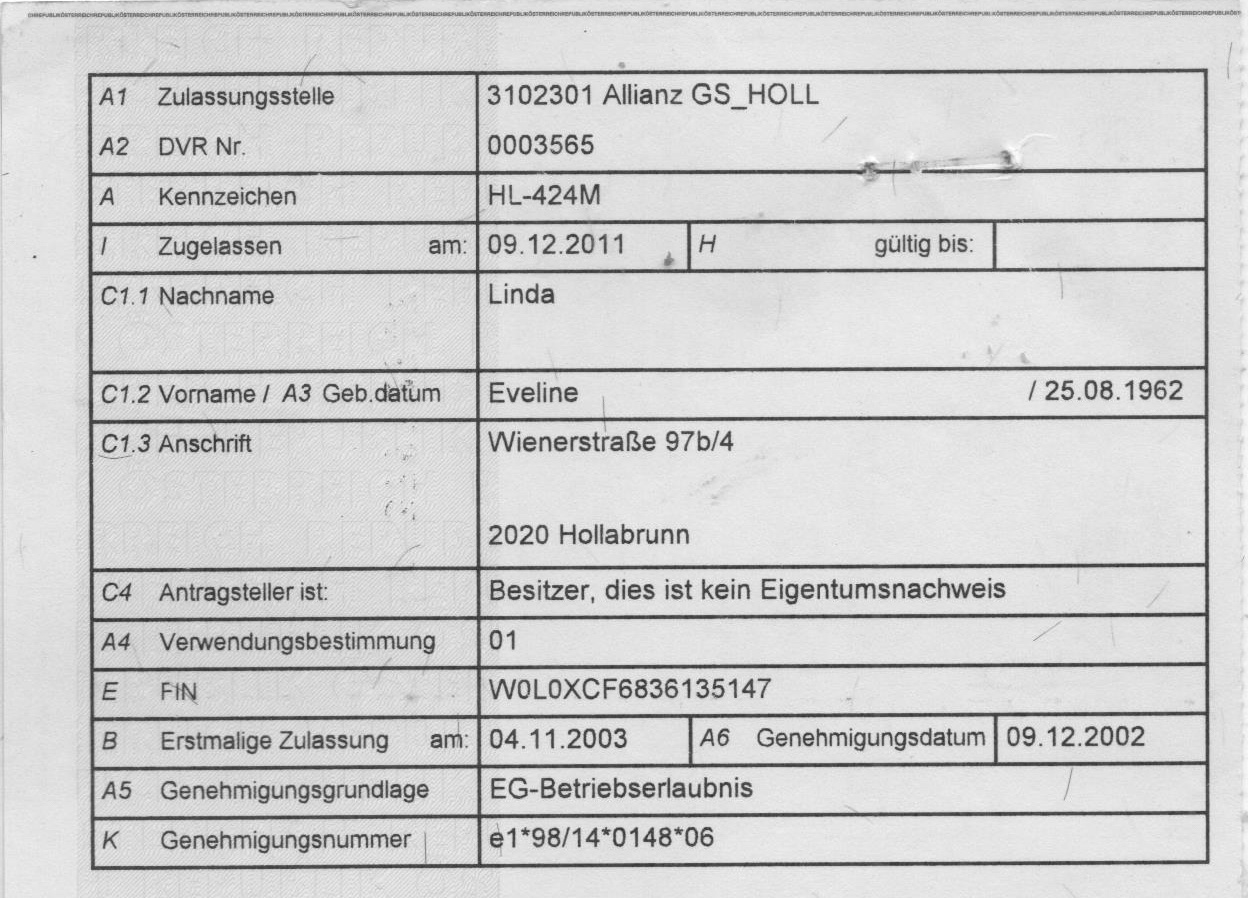 A1 Zulassungsstelle 3102301 Allianz GS_HOLL
A2 DVR Nr. 0003565
A Kennzeichen HL-424M
I Zugelassen am: 09.12.2011 H gültig bis:
C1.1 Nachname Linda
C1.2 Vorname / A3 Geb.datum Eveline / 25.08.1962
C1.3 Anschrift Wienerstraße 97b/4
2020 Hollabrunn
C4 Antragsteller ist: Besitzer, dies ist kein Eigentumsnachweis
A4 Verwendungsbestimmung 01
E FIN W0L0XCF6836135147
B Erstmalige Zulassung am: 04.11.2003 A6 Genehmigungsdatum 09.12.2002
A5 Genehmigungsgrundlage EG-Betriebserlaubnis
K Genehmigungsnummer e1*98/14*0148*06